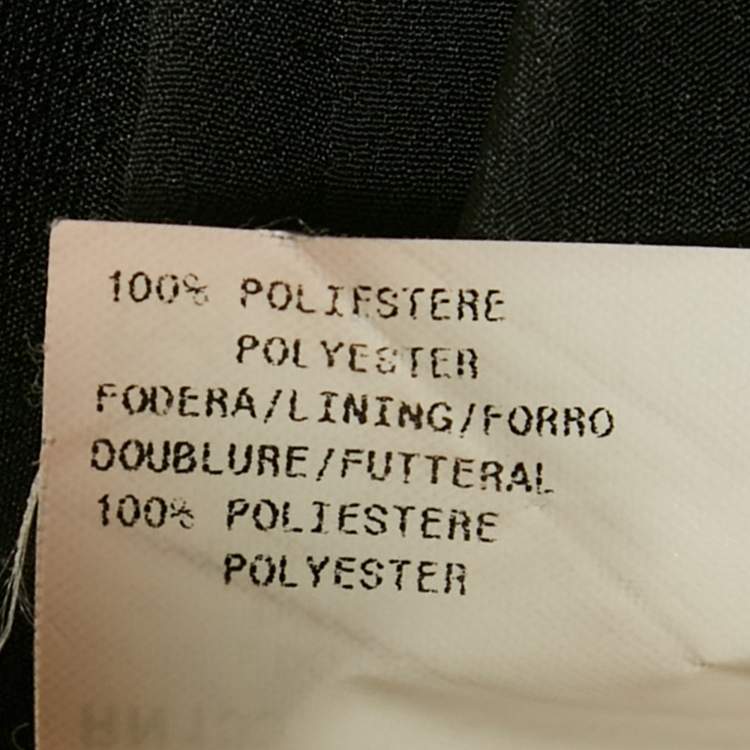 100% POLIESTERE
POLYESTER
FODERA/LINING/FORRO
DOUBLURE/FUTTERAL
100% POLIESTERE
POLYESTER